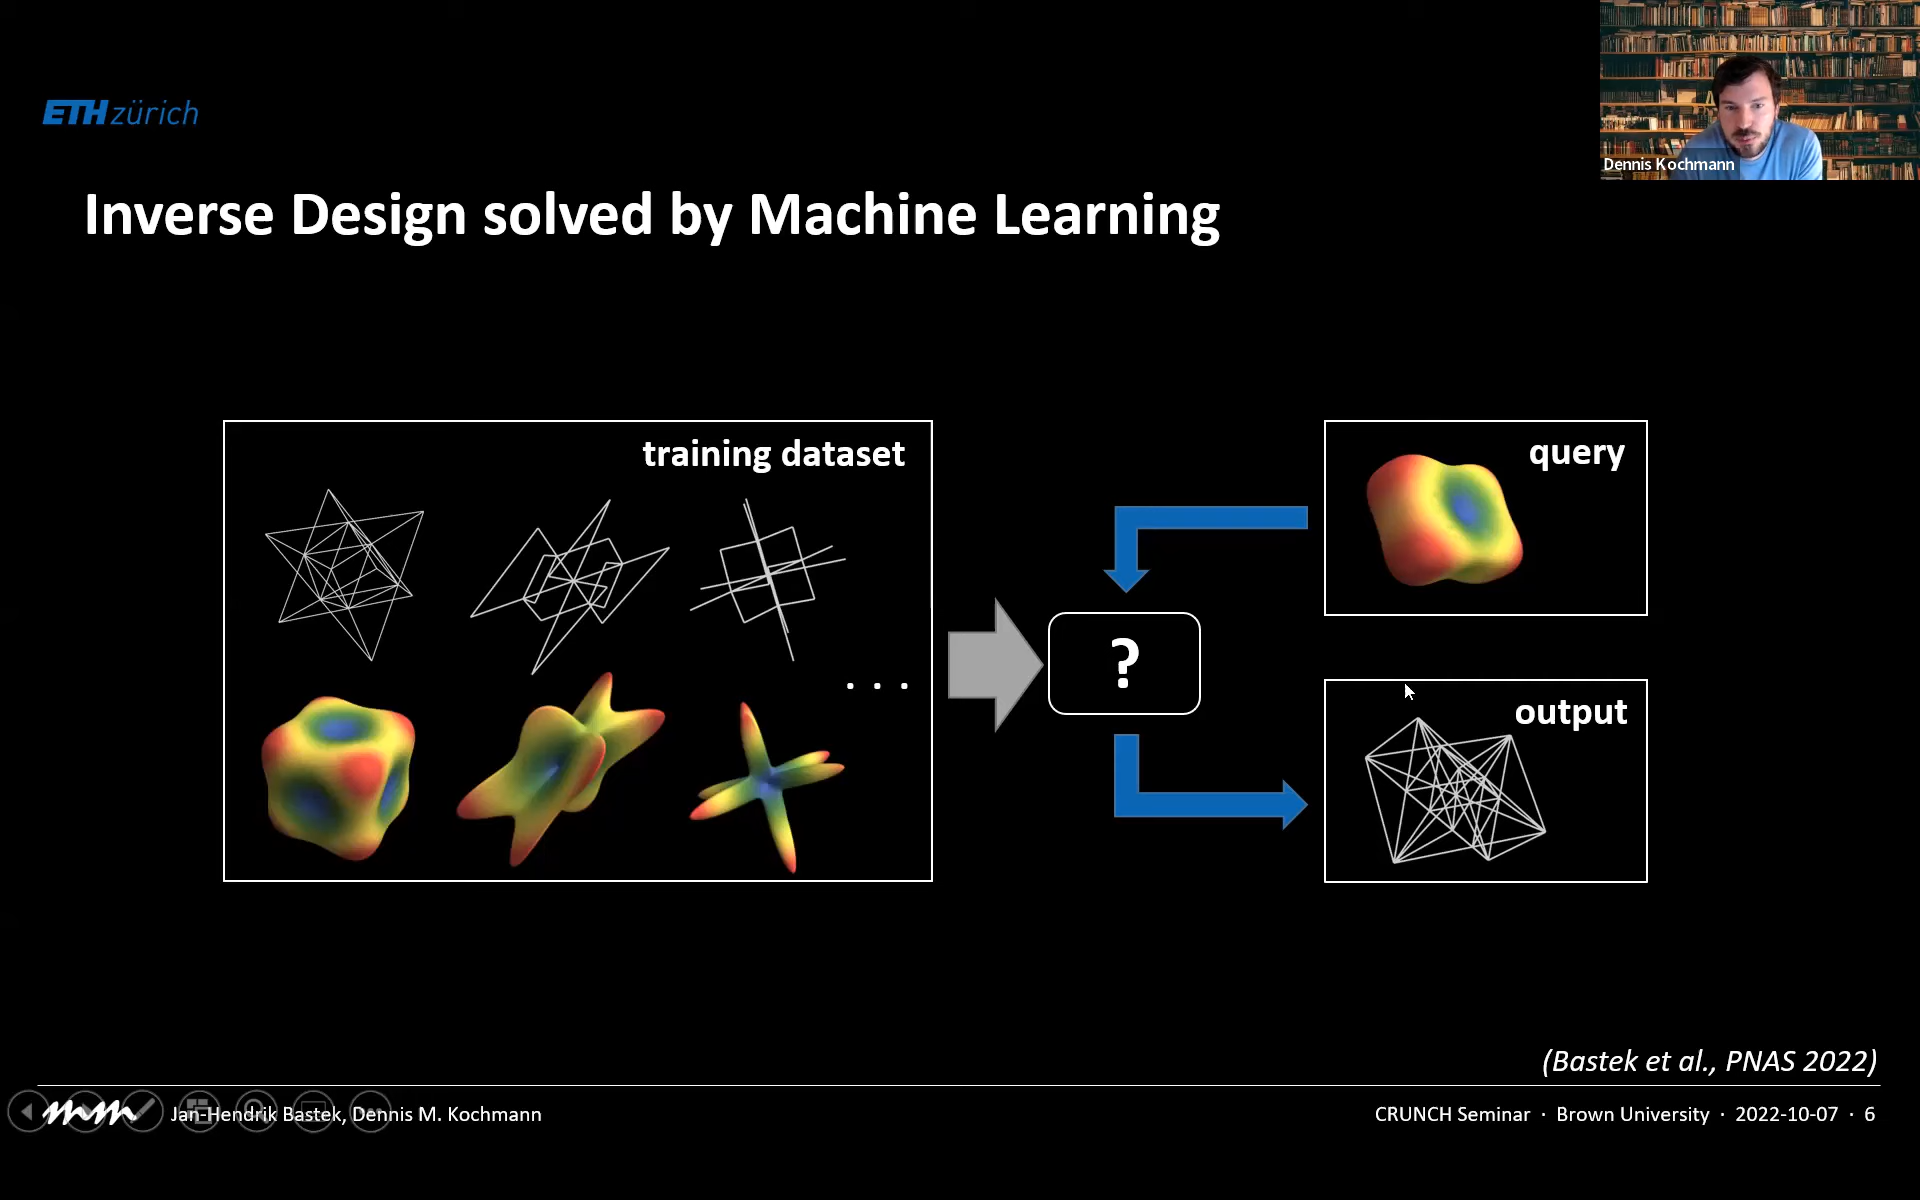 ETH zürich
Dennis Kochmann
Inverse Design solved by Machine Learning
training dataset
. . .
?
query
output
(Bastek et al., PNAS 2022)
Jan-Hendrik Bastek, Dennis M. Kochmann
CRUNCH Seminar · Brown University · 2022-10-07 · 6